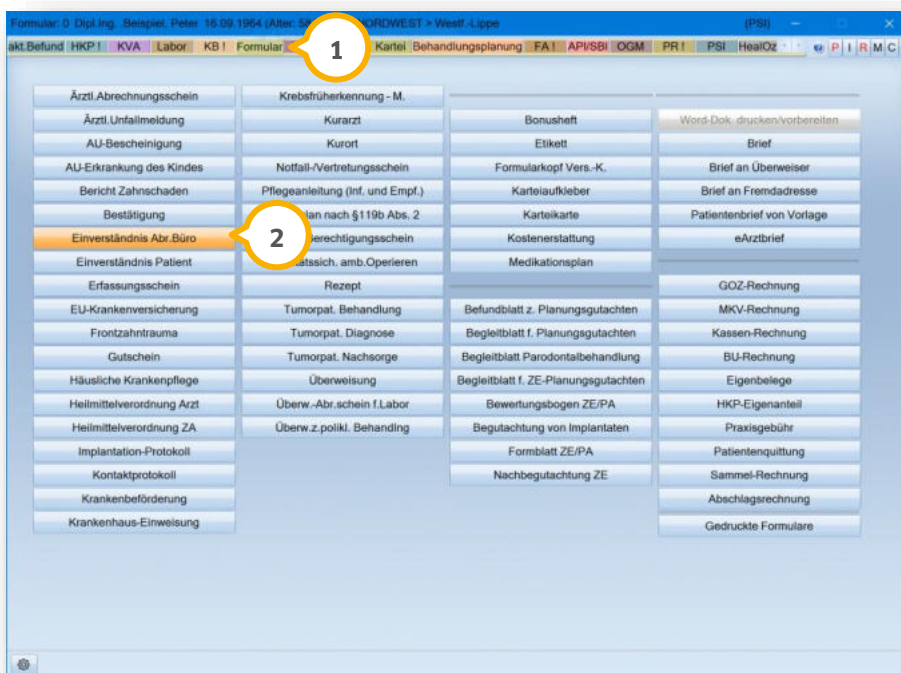 Formular: 0 Dipl.Ing. .Beispiel, Peter 16.09.1964 (Alter: NORDWEST > Westf.-Lippe (PSI)
akt.Befund HKP ! KVA Labor KB ! Formular Kartei Behandlungsplanung FA ! API/SBI OGM PR ! PSI HealOz P I R M C
1
Ärztl.Abrechnungsschein
Ärztl.Unfallmeldung
AU-Bescheinigung
AU-Erkrankung des Kindes
Bericht Zahnschaden
Bestätigung
Einverständnis Abr.Büro
2
Einverständnis Patient
Erfassungsschein
EU-Krankenversicherung
Frontzahntrauma
Gutschein
Häusliche Krankenpflege
Heilmittelverordnung Arzt
Heilmittelverordnung ZA
Implantation-Protokoll
Kontaktprotokoll
Krankenbeförderung
Krankenhaus-Einweisung
Krebsfrüherkennung - M.
Kurarzt
Kurort
Notfall-/Vertretungsschein
Pflegeanleitung (Inf. und Empf.)
nach §119b Abs. 2
erechtigungsschein
tssich. amb.Operieren
Rezept
Tumorpat. Behandlung
Tumorpat. Diagnose
Tumorpat. Nachsorge
Überweisung
Überw.-Abr.schein f.Labor
Überw.z.polikl. Behandlng
Bonusheft
Etikett
Formularkopf Vers.-K.
Karteiaufkleber
Karteikarte
Kostenerstattung
Medikationsplan
Befundblatt z. Planungsgutachten
Begleitblatt f. Planungsgutachten
Begleitblatt Parodontalbehandlung
Begleitblatt f. ZE-Planungsgutachten
Bewertungsbogen ZE/PA
Begutachtung von Implantaten
Formblatt ZE/PA
Nachbegutachtung ZE
Word-Dok. drucken/vorbereiten
Brief
Brief an Überweiser
Brief an Fremdadresse
Patientenbrief von Vorlage
eArztbrief
GOZ-Rechnung
MKV-Rechnung
Kassen-Rechnung
BU-Rechnung
Eigenbelege
HKP-Eigenanteil
Praxisgebühr
Patientenquittung
Sammel-Rechnung
Abschlagsrechnung
Gedruckte Formulare